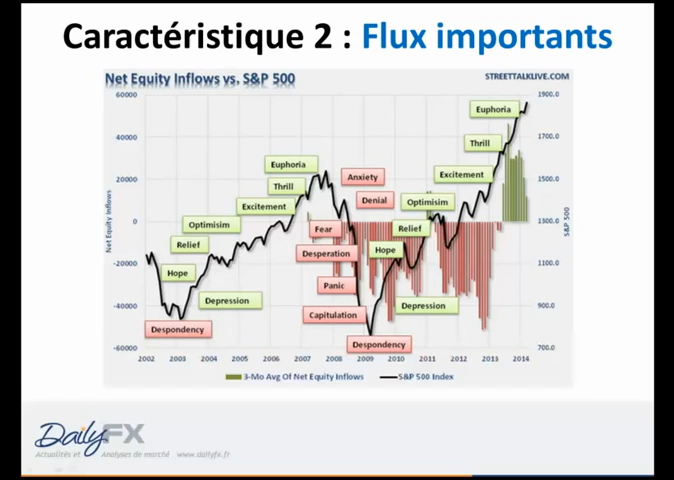 Caractéristique 2 : Flux importants
Net Equity Inflows vs. S&P 500
STREETTALKLIVE.COM
60000
40000
20000
0
-20000
-40000
-60000
Net Equity Inflows
1900.0
1700.0
1500.0
1300.0
1100.0
900.0
700.0
S&P 500
Euphoria
Thrill
Euphoria
Anxiety
Excitement
Thrill
Denial
Optimism
Excitement
Optimisim
Fear
Relief
Relief
Desperation
Hope
Hope
Panic
Depression
Depression
Capitulation
Despondency
Despondency
2002 2003 2004 2005 2006 2007 2008 2009 2010 2011 2012 2013 2014
3-Mo Avg Of Net Equity Inflows
S&P 500 Index
DailyFX
Actualités et Analyses de marché www.dailyfx.fr